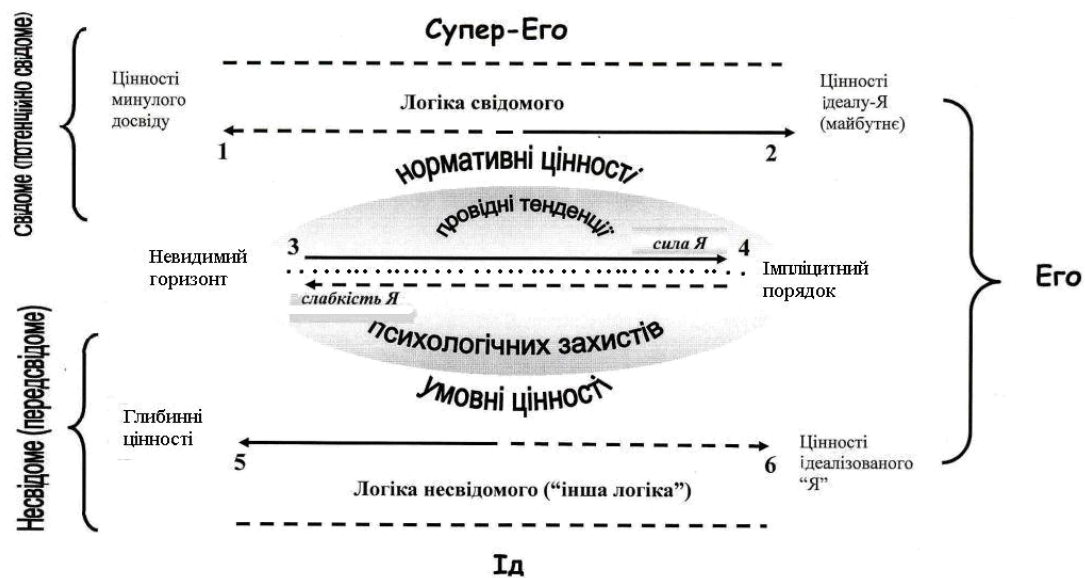 Супер-Его
Свідоме (потенційно свідоме)
Цінності
минулого
досвіду
Логіка свідомого
Цінності
ідеалу-Я
(майбутнє)
1
2
нормативні цінності
провідні тенденції
3
сила Я
4
Невидимий
горизонт
Імпліцитний
порядок
Его
слабкість Я
психологічних захистів
умовні цінності
Несвідоме (передсвідоме)
Глибинні
цінності
5
6
Цінності
ідеалізованого
“Я”
Логіка несвідомого (“інша логіка”)
Ід